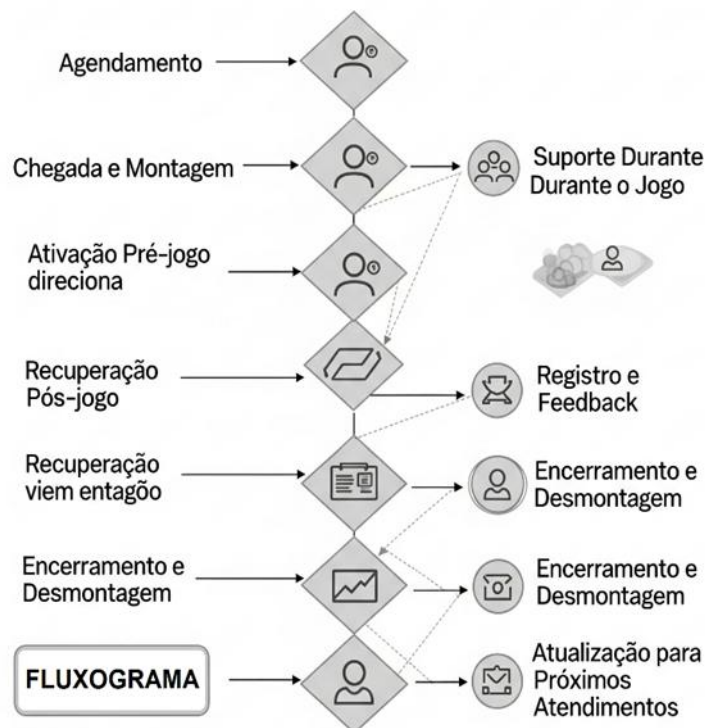 Agendamento
Chegada e Montagem
Suporte Durante
Durante o Jogo
Ativação Pré-jogo
direciona
Recuperação
Pós-jogo
Registro e
Feedback
Recuperação
viem entagõo
Encerramento e
Desmontagem
Encerramento e
Desmontagem
Encerramento e
Desmontagem
FLUXOGRAMA
Atualização para
Próximos
Atendimentos